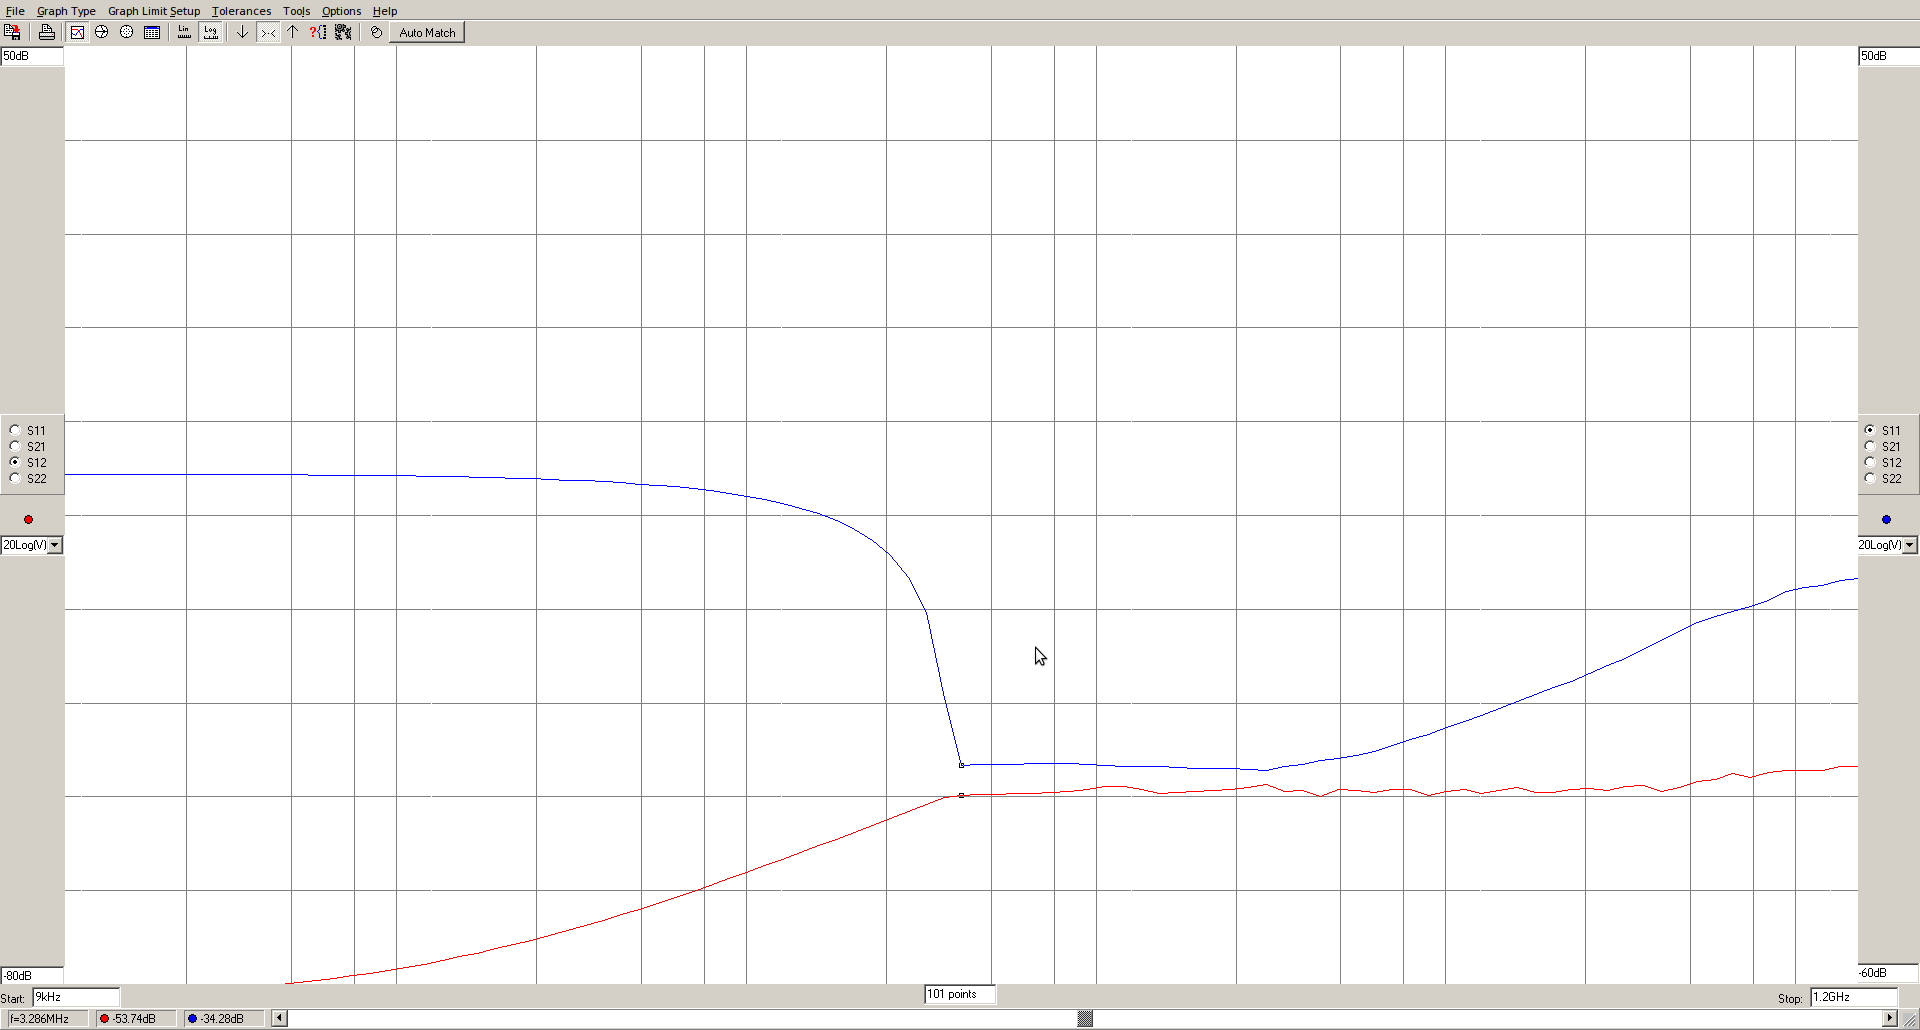 File Graph Type Graph Limit Setup Tolerances Tools Options Help
Lin Log Auto Match
50dB 50dB
S11 S11
S21 S21
S12 S12
S22 S22
20Log(V) 20Log(V)
-80dB -60dB
Start: 9kHz 101 points Stop: 1.2GHz
f=3.286MHz -53.74dB -34.28dB